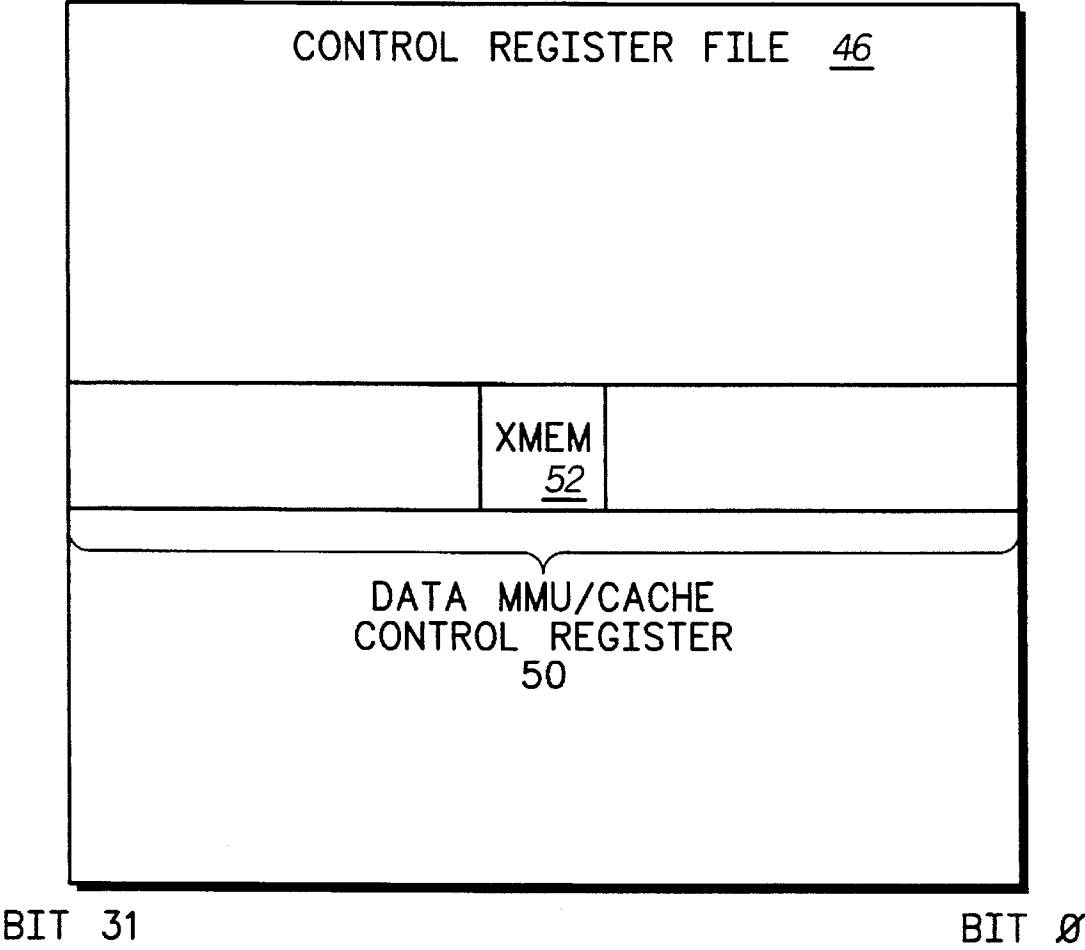 CONTROL REGISTER FILE 46
XMEM
52
DATA MMU/CACHE
CONTROL REGISTER
50
BIT 31 BIT Ø